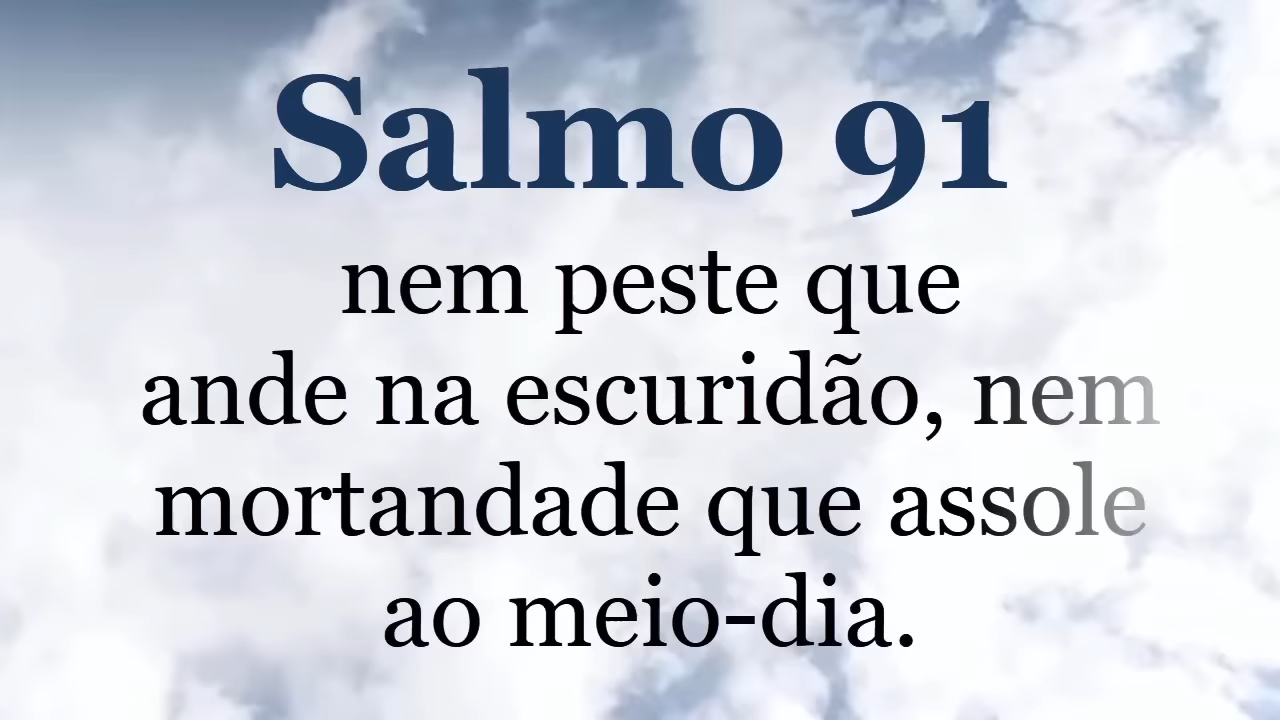 Salmo 91
nem peste que
ande na escuridão, nem
mortandade que assole
ao meio-dia.